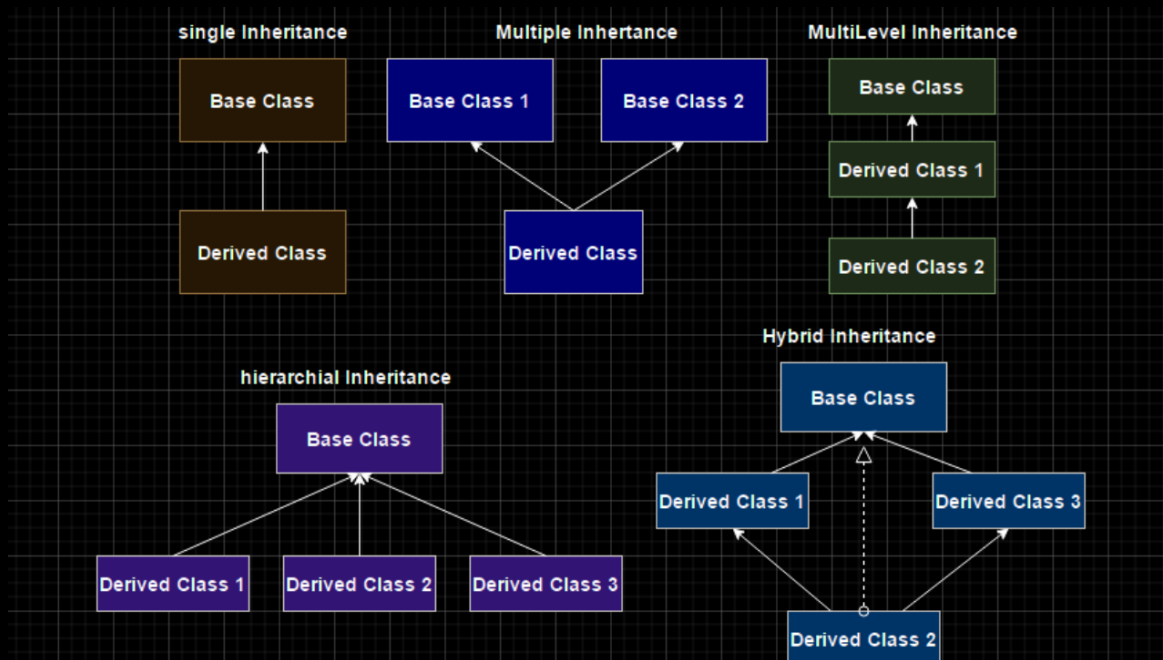 single Inheritance
Multiple Inhertance
MultiLevel Inheritance
Base Class
Base Class 1
Base Class 2
Base Class
Derived Class 1
Derived Class
Derived Class
Derived Class 2
Hybrid Inheritance
hierarchial Inheritance
Base Class
Base Class
Derived Class 1
Derived Class 3
Derived Class 1
Derived Class 2
Derived Class 3
Derived Class 2